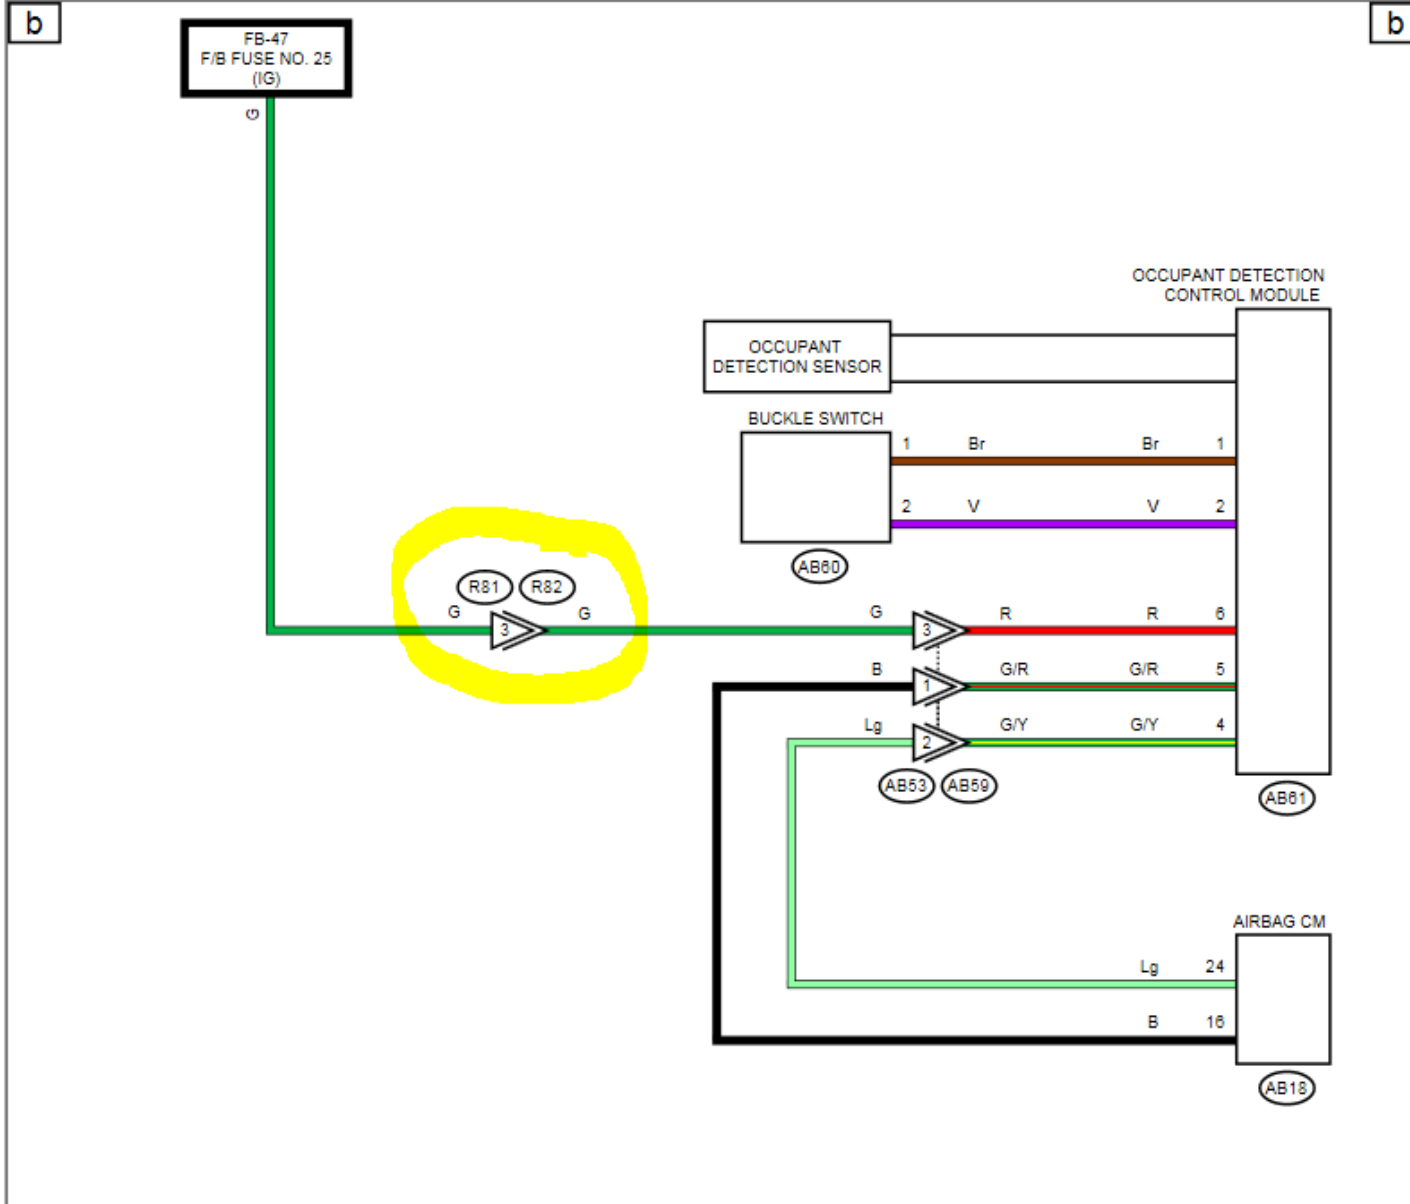 b
b
FB-47
F/B FUSE NO. 25
(IG)
G
OCCUPANT DETECTION
CONTROL MODULE
OCCUPANT
DETECTION SENSOR
BUCKLE SWITCH
1 Br Br 1
2 V V 2
AB60
R81 R82
G 3 G G 3 R R 6
B 1 G/R G/R 5
Lg 2 G/Y G/Y 4
AB53 AB59
AB61
AIRBAG CM
Lg 24
B 16
AB18